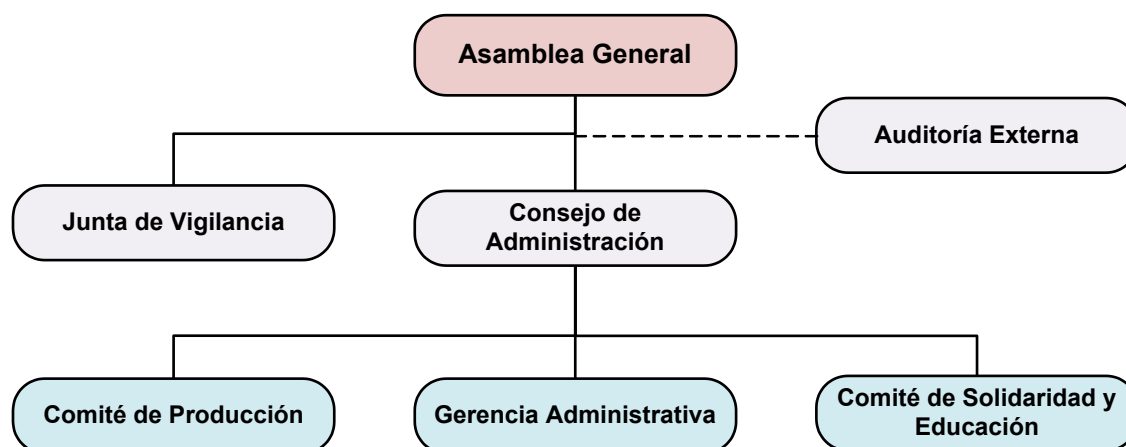 Asamblea General
Auditoría Externa
Junta de Vigilancia
Consejo de
Administración
Comité de Producción
Gerencia Administrativa
Comité de Solidaridad y
Educación